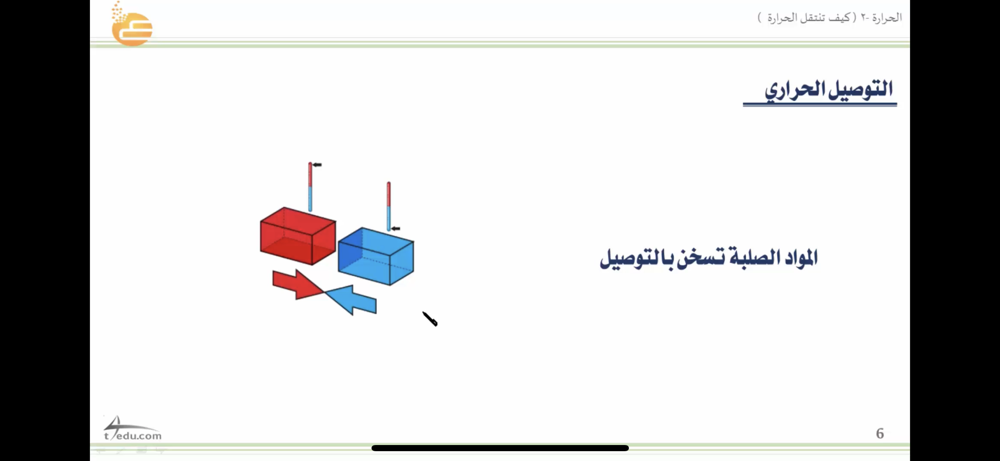 الحرارة -٢ (كيف تنتقل الحرارة )
التوصيل الحراري
المواد الصلبة تسخن بالتوصيل
t4edu.com
6